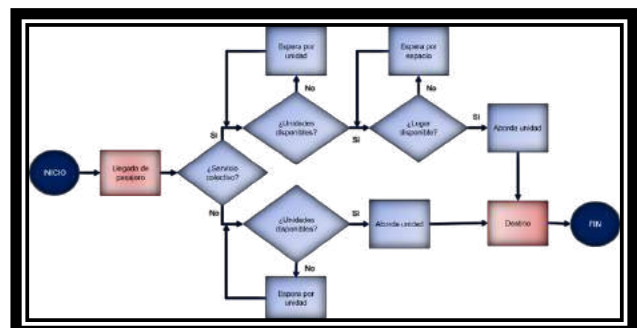 Espera por
unidad
No
¿Unidades
disponibles?
Si
Espera por
espacio
No
¿Lugar
disponible?
Si
Aborda unidad
INICIO
Llegada de
pasajero
¿Servicio
colectivo?
Si
No
¿Unidades
disponibles?
Si
Aborda unidad
Destino
FIN
No
Espera por
unidad